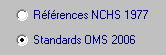 Références NCHS 1977
Standards OMS 2006